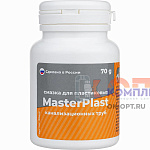 Сделано в России
70 g
смазка для пластиковых
MasterPlast
канализационных труб